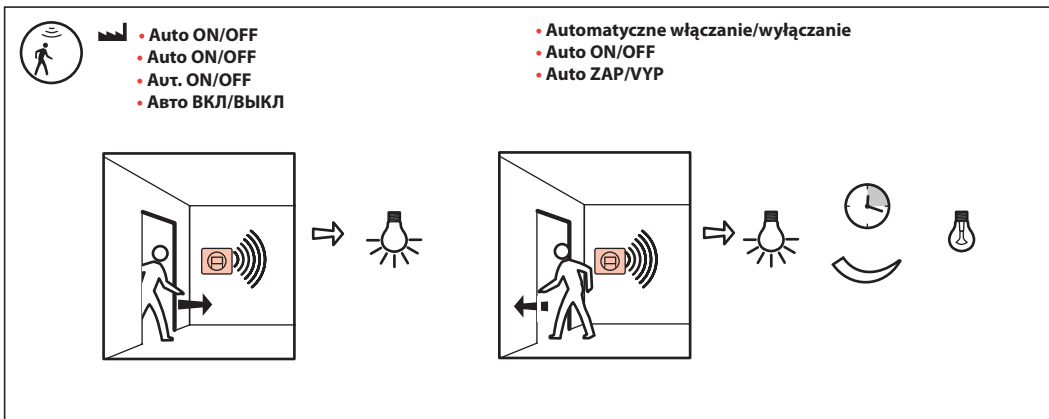 • Auto ON/OFF
• Auto ON/OFF
• Αυτ. ON/OFF
• Авто ВКЛ/ВЫКЛ
• Automatyczne włączanie/wyłączanie
• Auto ON/OFF
• Auto ZAP/VYP